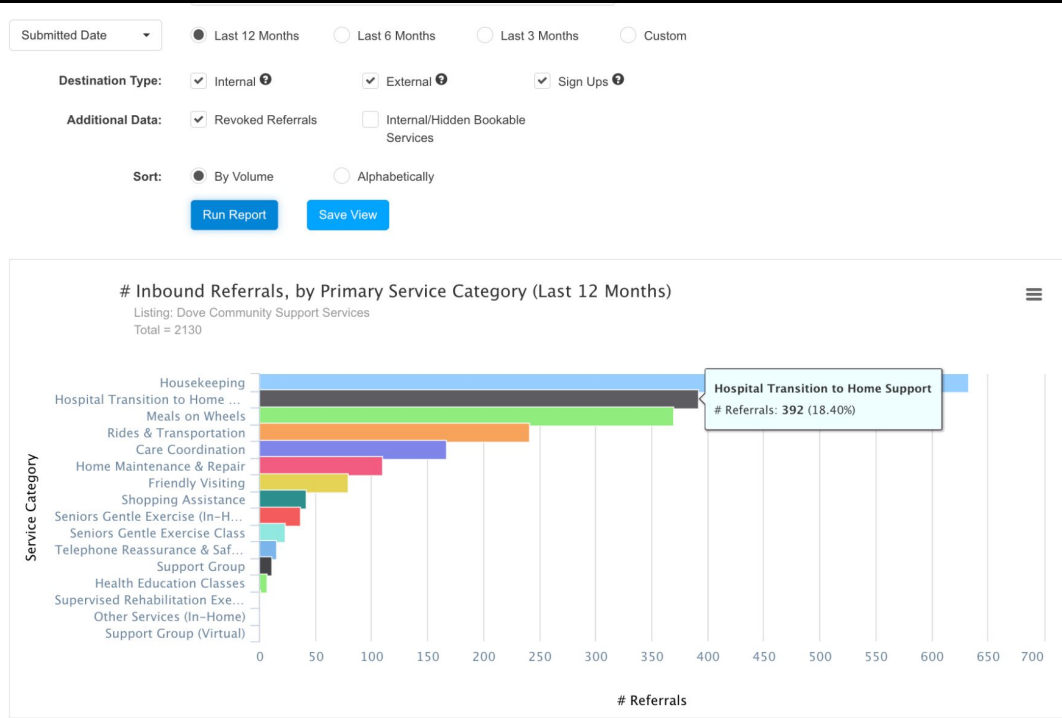 Submitted Date Last 12 Months Last 6 Months Last 3 Months Custom
Destination Type: Internal External Sign Ups
Additional Data: Revoked Referrals Internal/Hidden Bookable
Services
Sort: By Volume Alphabetically
Run Report Save View
# Inbound Referrals, by Primary Service Category (Last 12 Months)
Listing: Dove Community Support Services
Total = 2130
Housekeeping
Hospital Transition to Home ...
Meals on Wheels
Rides & Transportation
Care Coordination
Home Maintenance & Repair
Friendly Visiting
Shopping Assistance
Seniors Gentle Exercise (In-H...
Seniors Gentle Exercise Class
Telephone Reassurance & Saf...
Support Group
Health Education Classes
Supervised Rehabilitation Exe...
Other Services (In-Home)
Support Group (Virtual)
Service Category
Hospital Transition to Home Support
# Referrals: 392 (18.40%)
0 50 100 150 200 250 300 350 400 450 500 550 600 650 700
# Referrals